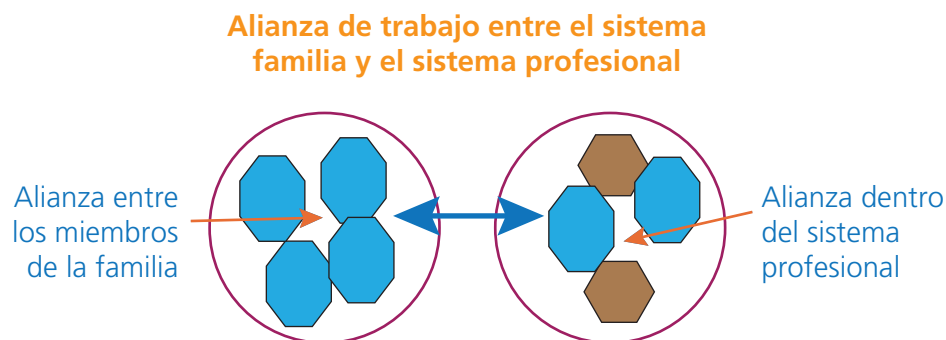 Alianza de trabajo entre el sistema
familia y el sistema profesional
Alianza entre
los miembros
de la familia
Alianza dentro
del sistema
profesional